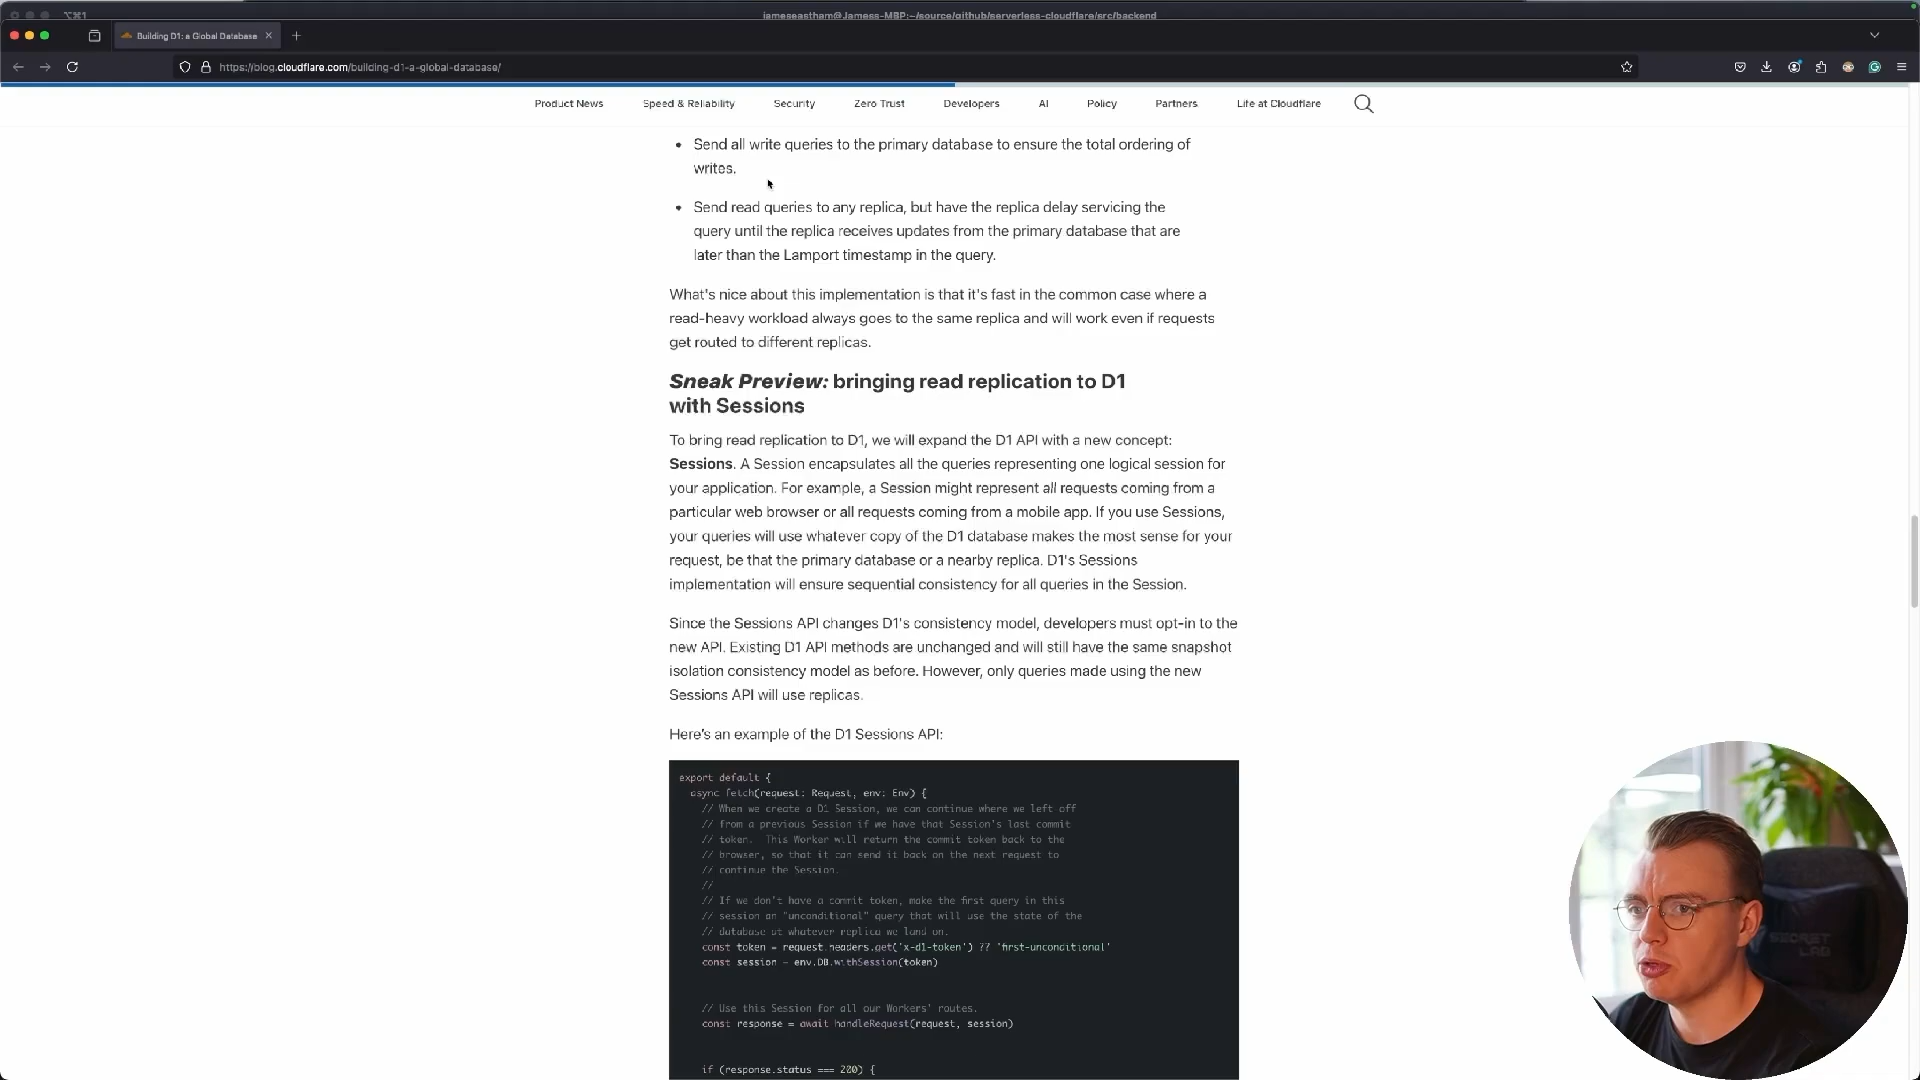 jameseastham@Jamess-MBP:~/source/github/serverless-cloudflare/src/backend
Building D1: a Global Database
https://blog.cloudflare.com/building-d1-a-global-database/
Product News Speed & Reliability Security Zero Trust Developers AI Policy Partners Life at Cloudflare
Send all write queries to the primary database to ensure the total ordering of
writes.
Send read queries to any replica, but have the replica delay servicing the
query until the replica receives updates from the primary database that are
later than the Lamport timestamp in the query.
What's nice about this implementation is that it's fast in the common case where a
read-heavy workload always goes to the same replica and will work even if requests
get routed to different replicas.
Sneak Preview: bringing read replication to D1
with Sessions
To bring read replication to D1, we will expand the D1 API with a new concept:
Sessions. A Session encapsulates all the queries representing one logical session for
your application. For example, a Session might represent all requests coming from a
particular web browser or all requests coming from a mobile app. If you use Sessions,
your queries will use whatever copy of the D1 database makes the most sense for your
request, be that the primary database or a nearby replica. D1's Sessions
implementation will ensure sequential consistency for all queries in the Session.
Since the Sessions API changes D1's consistency model, developers must opt-in to the
new API. Existing D1 API methods are unchanged and will still have the same snapshot
isolation consistency model as before. However, only queries made using the new
Sessions API will use replicas.
Here's an example of the D1 Sessions API:
export default {
async fetch(request: Request, env: Env) {
// When we create a D1 Session, we can continue where we left off
// from a previous Session if we have that Session's last commit
// token. This Worker will return the commit token back to the
// browser, so that it can send it back on the next request to
// continue the Session.
//
// If we don't have a commit token, make the first query in this
// session an "unconditional" query that will use the state of the
// database at whatever replica we land on.
const token = request.headers.get('x-d1-token') ?? 'first-unconditional'
const session = env.DB.withSession(token)
// Use this Session for all our Workers' routes.
const response = await handleRequest(request, session)
if (response.status === 200) {
SECRET
LAB